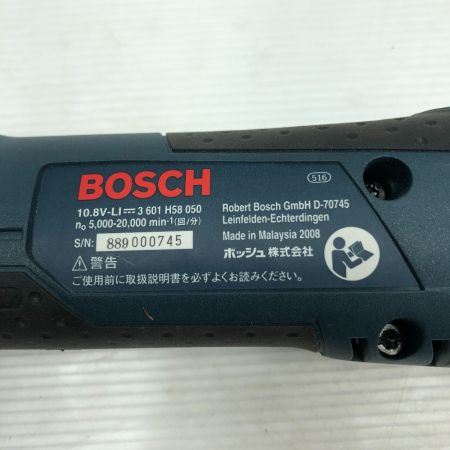 BOSCH
10.8V-LI⎓ 3 601 H58 050
n₀ 5,000-20,000 min⁻¹(回/分)
S/N: 889000745
⚠警告
ご使用前に取扱説明書を必ずよくお読みください。
516
Robert Bosch GmbH D-70745
Leinfelden-Echterdingen
Made in Malaysia 2008
ボッシュ株式会社